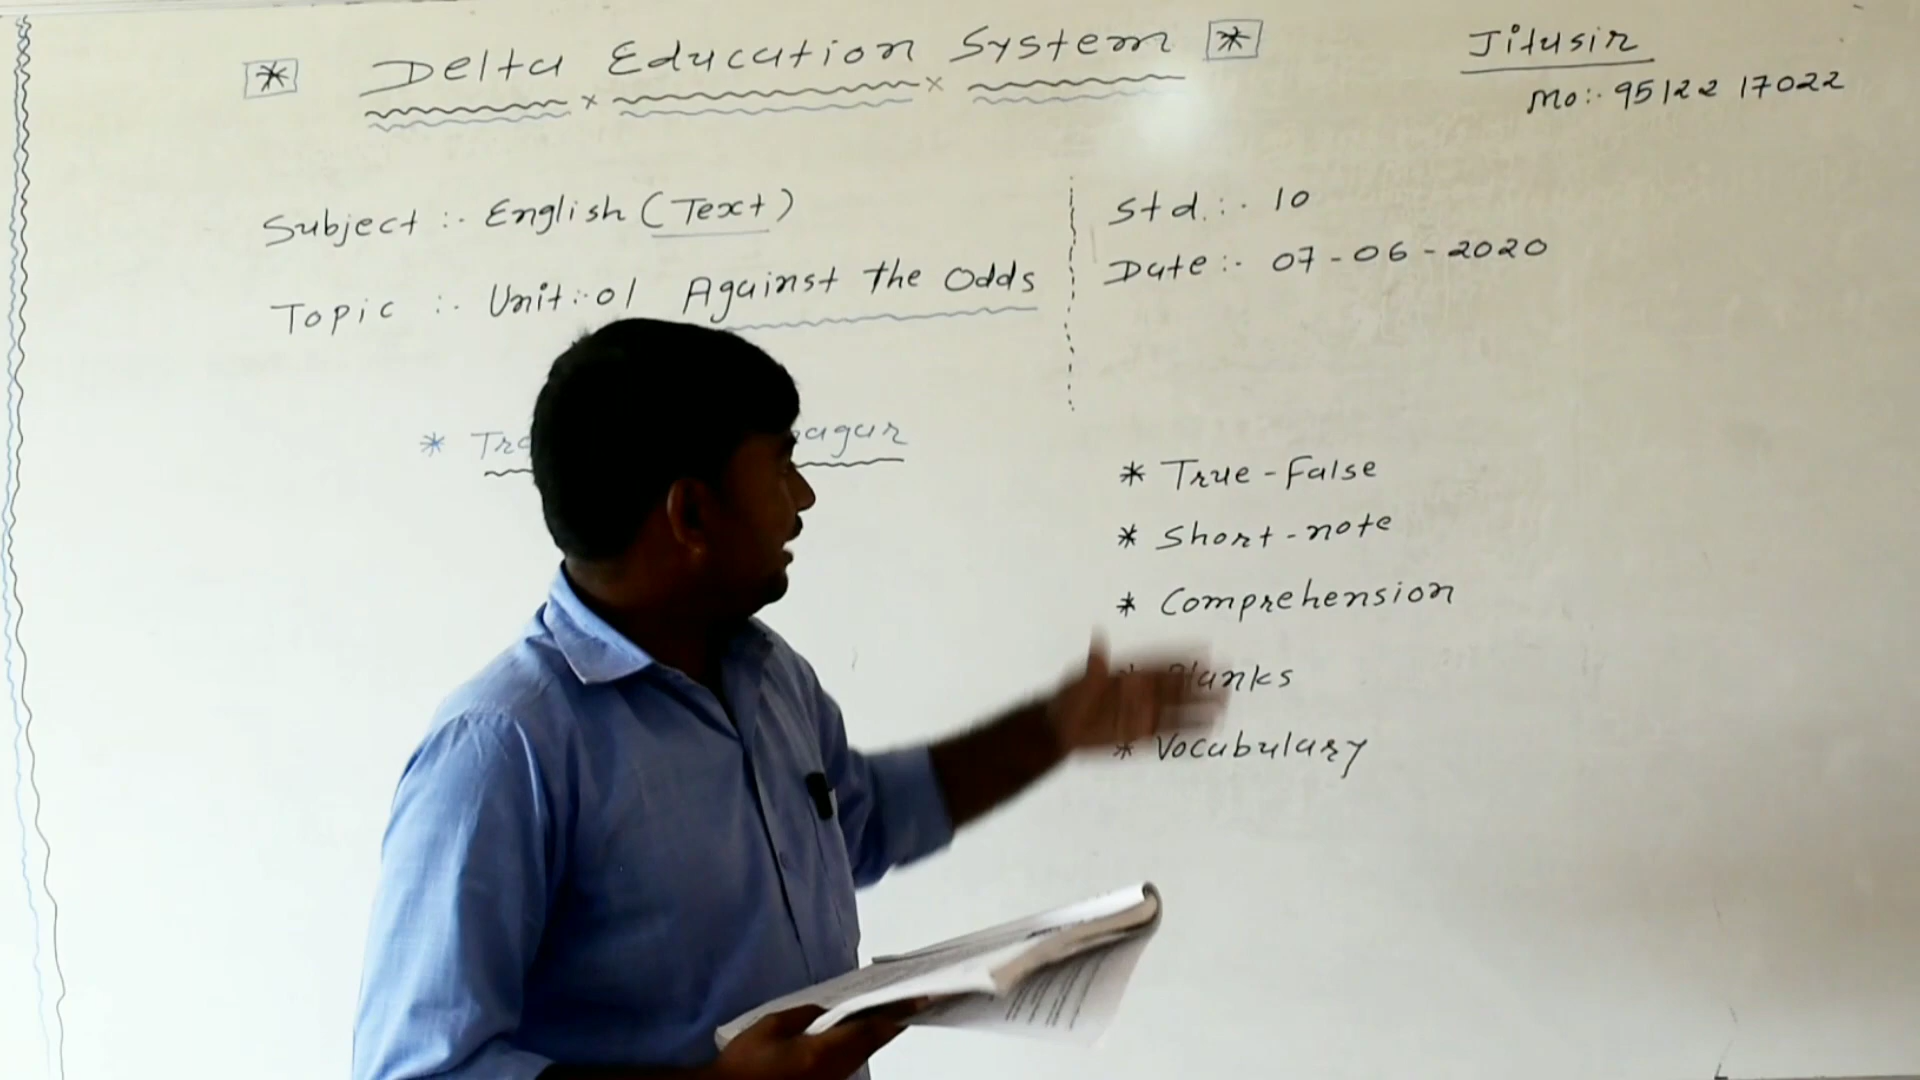 * Delta Education System *
Jitusir
Mo:- 95122 17022
Subject :- English (Text)
Topic :- Unit:-01 Against the Odds
Std. :- 10
Date :- 07-06-2020
*
* True-False
* Short-note
* Comprehension
* Blanks
* Vocabulary